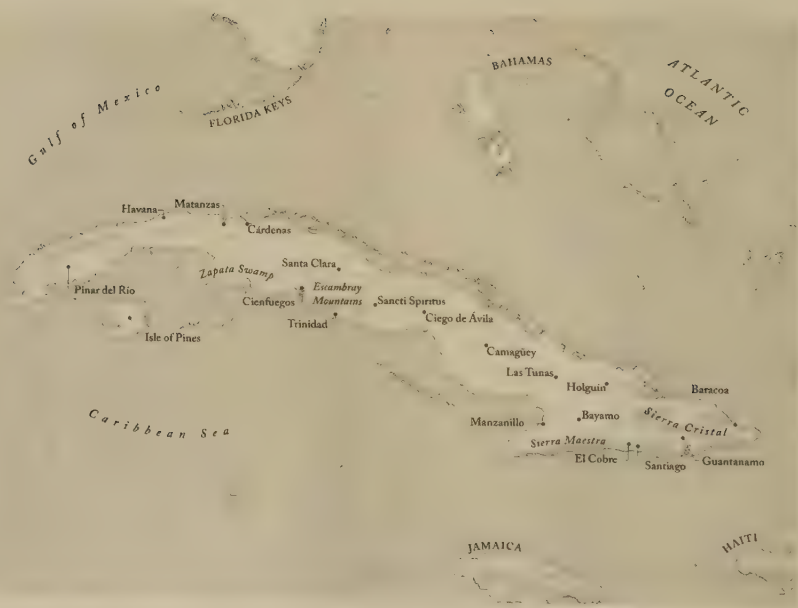 BAHAMAS
ATLANTIC
OCEAN
Gulf of Mexico
FLORIDA KEYS
Havana
Matanzas
Cárdenas
Zapata Swamp
Santa Clara
Pinar del Río
Cienfuegos
Escambray
Mountains
Sancti Spiritus
Trinidad
Ciego de Ávila
Isle of Pines
Camagüey
Las Tunas
Holguín
Baracoa
Caribbean Sea
Manzanillo
Bayamo
Sierra Cristal
Sierra Maestra
El Cobre
Santiago
Guantanamo
JAMAICA
HAITI